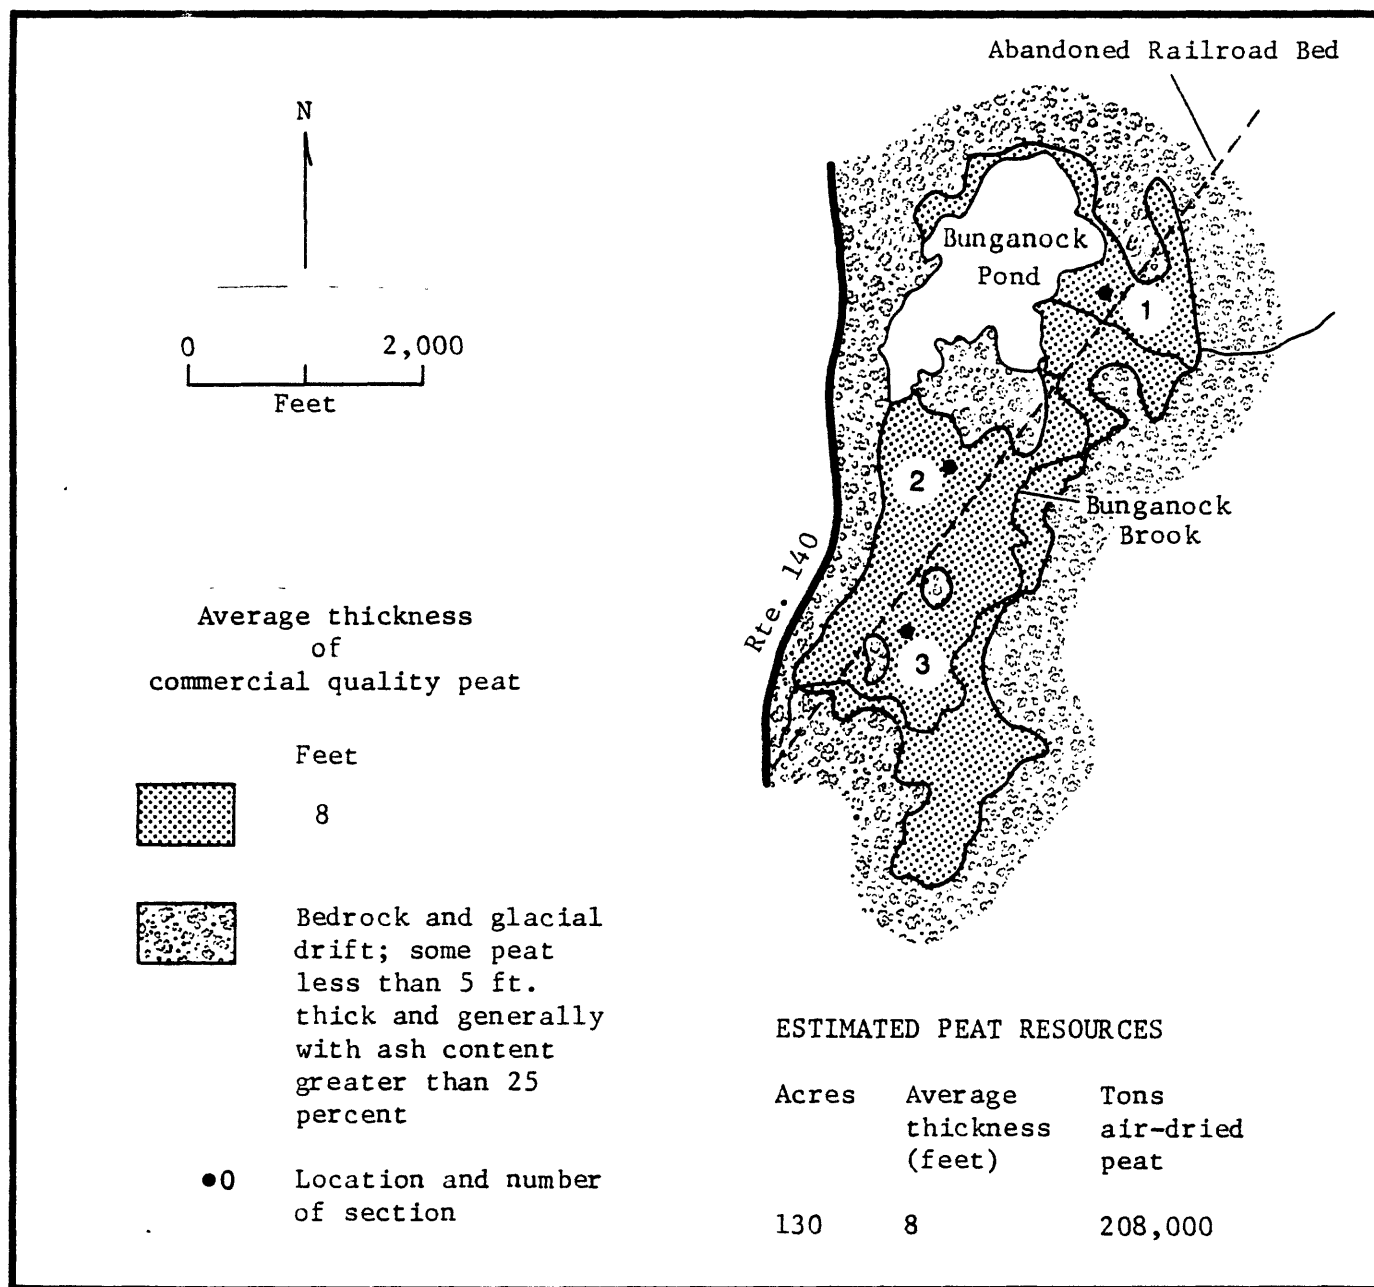 Abandoned Railroad Bed
N
Bunganock
Pond
1
0 2,000
Feet
2
Bunganock
Brook
Rte. 140
3
Average thickness
of
commercial quality peat
Feet
8
Bedrock and glacial
drift; some peat
less than 5 ft.
thick and generally
with ash content
greater than 25
percent
●0 Location and number
of section
ESTIMATED PEAT RESOURCES
Acres Average Tons
thickness air-dried
(feet) peat
130 8 208,000